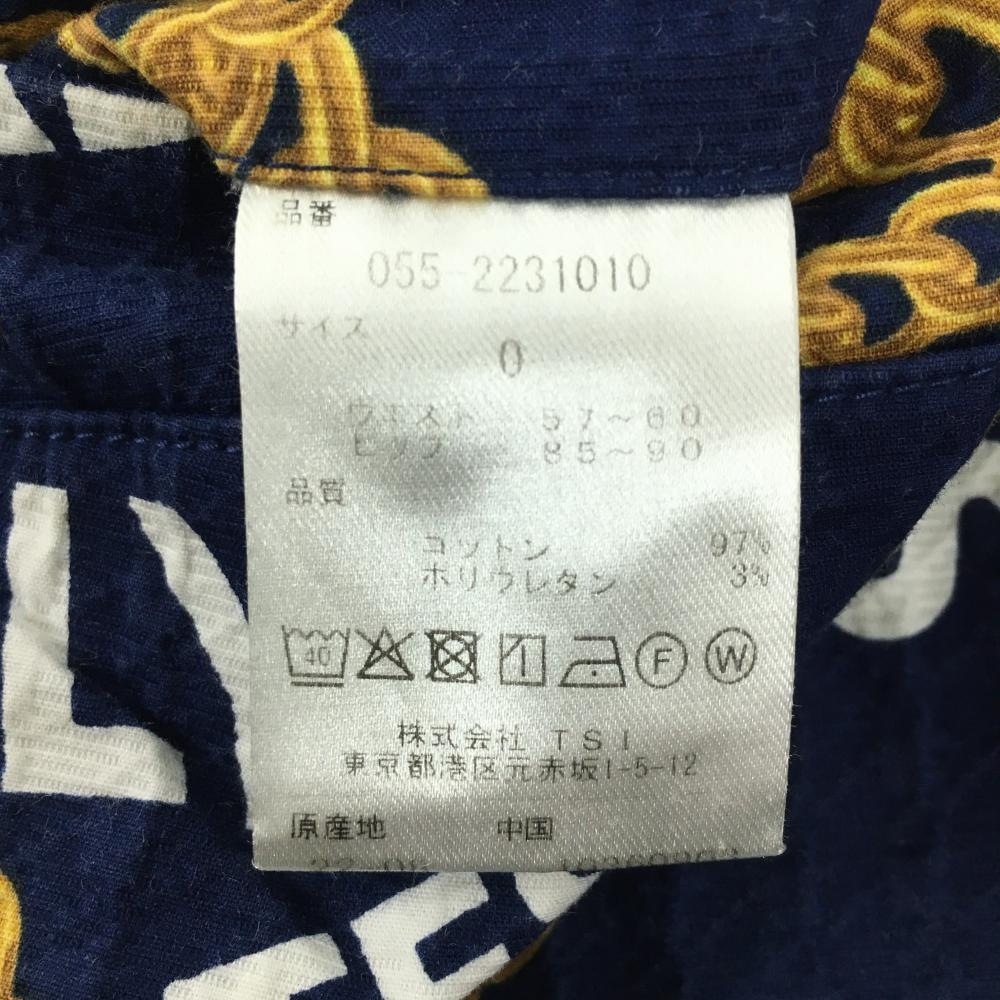 品番
055-2231010
サイズ
0
ウエスト 57〜60
ヒップ 85〜90
品質
コットン 97%
ポリウレタン 3%
40 F W
株式会社 TSI
東京都港区元赤坂1-5-12
原産地 中国
LY